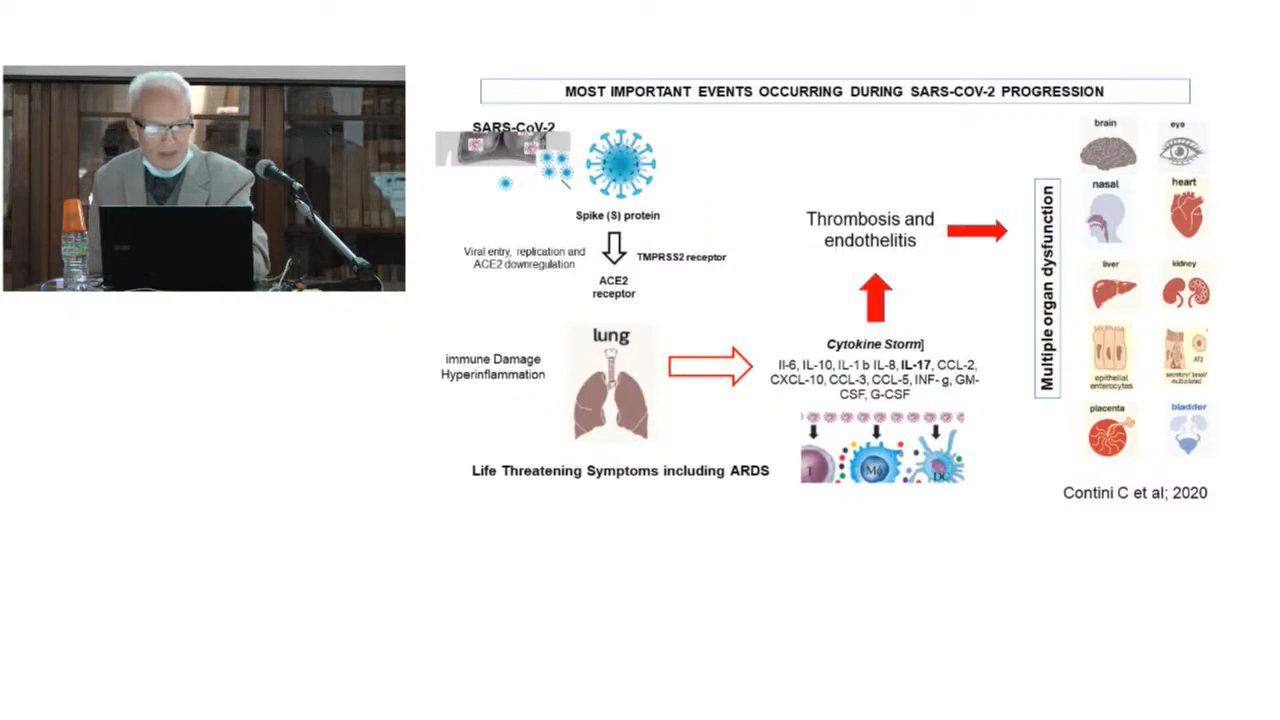 MOST IMPORTANT EVENTS OCCURRING DURING SARS-COV-2 PROGRESSION
SARS-CoV-2
Spike (S) protein
Viral entry, replication and
ACE2 downregulation
TMPRSS2 receptor
ACE2
receptor
lung
immune Damage
Hyperinflammation
Life Threatening Symptoms including ARDS
Thrombosis and
endothelitis
Cytokine Storm]
Il-6, IL-10, IL-1 b IL-8, IL-17, CCL-2,
CXCL-10, CCL-3, CCL-5, INF- g, GM-
CSF, G-CSF
T
DC
Multiple organ dysfunction
brain
eye
nasal
heart
liver
kidney
epithelial
enterocytes
AT2
placenta
bladder
Contini C et al; 2020